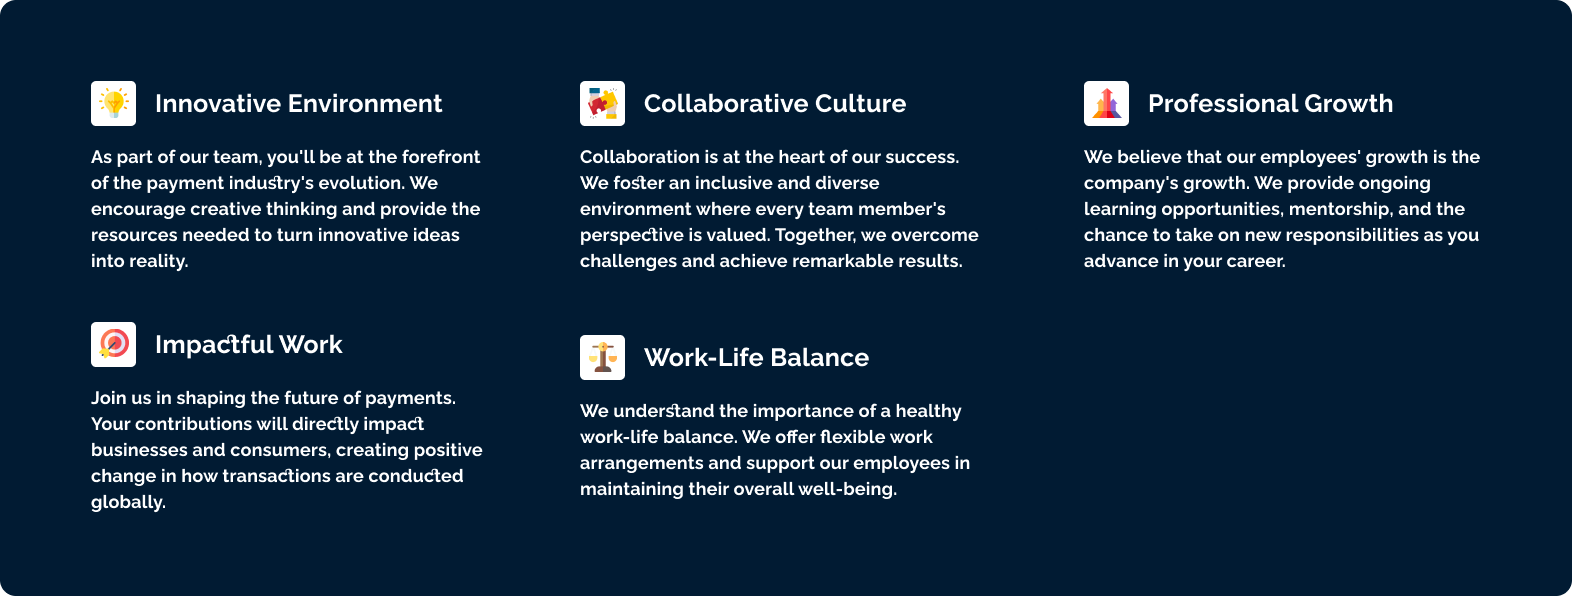 Innovative Environment
As part of our team, you'll be at the forefront
of the payment industry's evolution. We
encourage creative thinking and provide the
resources needed to turn innovative ideas
into reality.
Collaborative Culture
Collaboration is at the heart of our success.
We foster an inclusive and diverse
environment where every team member's
perspective is valued. Together, we overcome
challenges and achieve remarkable results.
Professional Growth
We believe that our employees' growth is the
company's growth. We provide ongoing
learning opportunities, mentorship, and the
chance to take on new responsibilities as you
advance in your career.
Impactful Work
Join us in shaping the future of payments.
Your contributions will directly impact
businesses and consumers, creating positive
change in how transactions are conducted
globally.
Work-Life Balance
We understand the importance of a healthy
work-life balance. We offer flexible work
arrangements and support our employees in
maintaining their overall well-being.